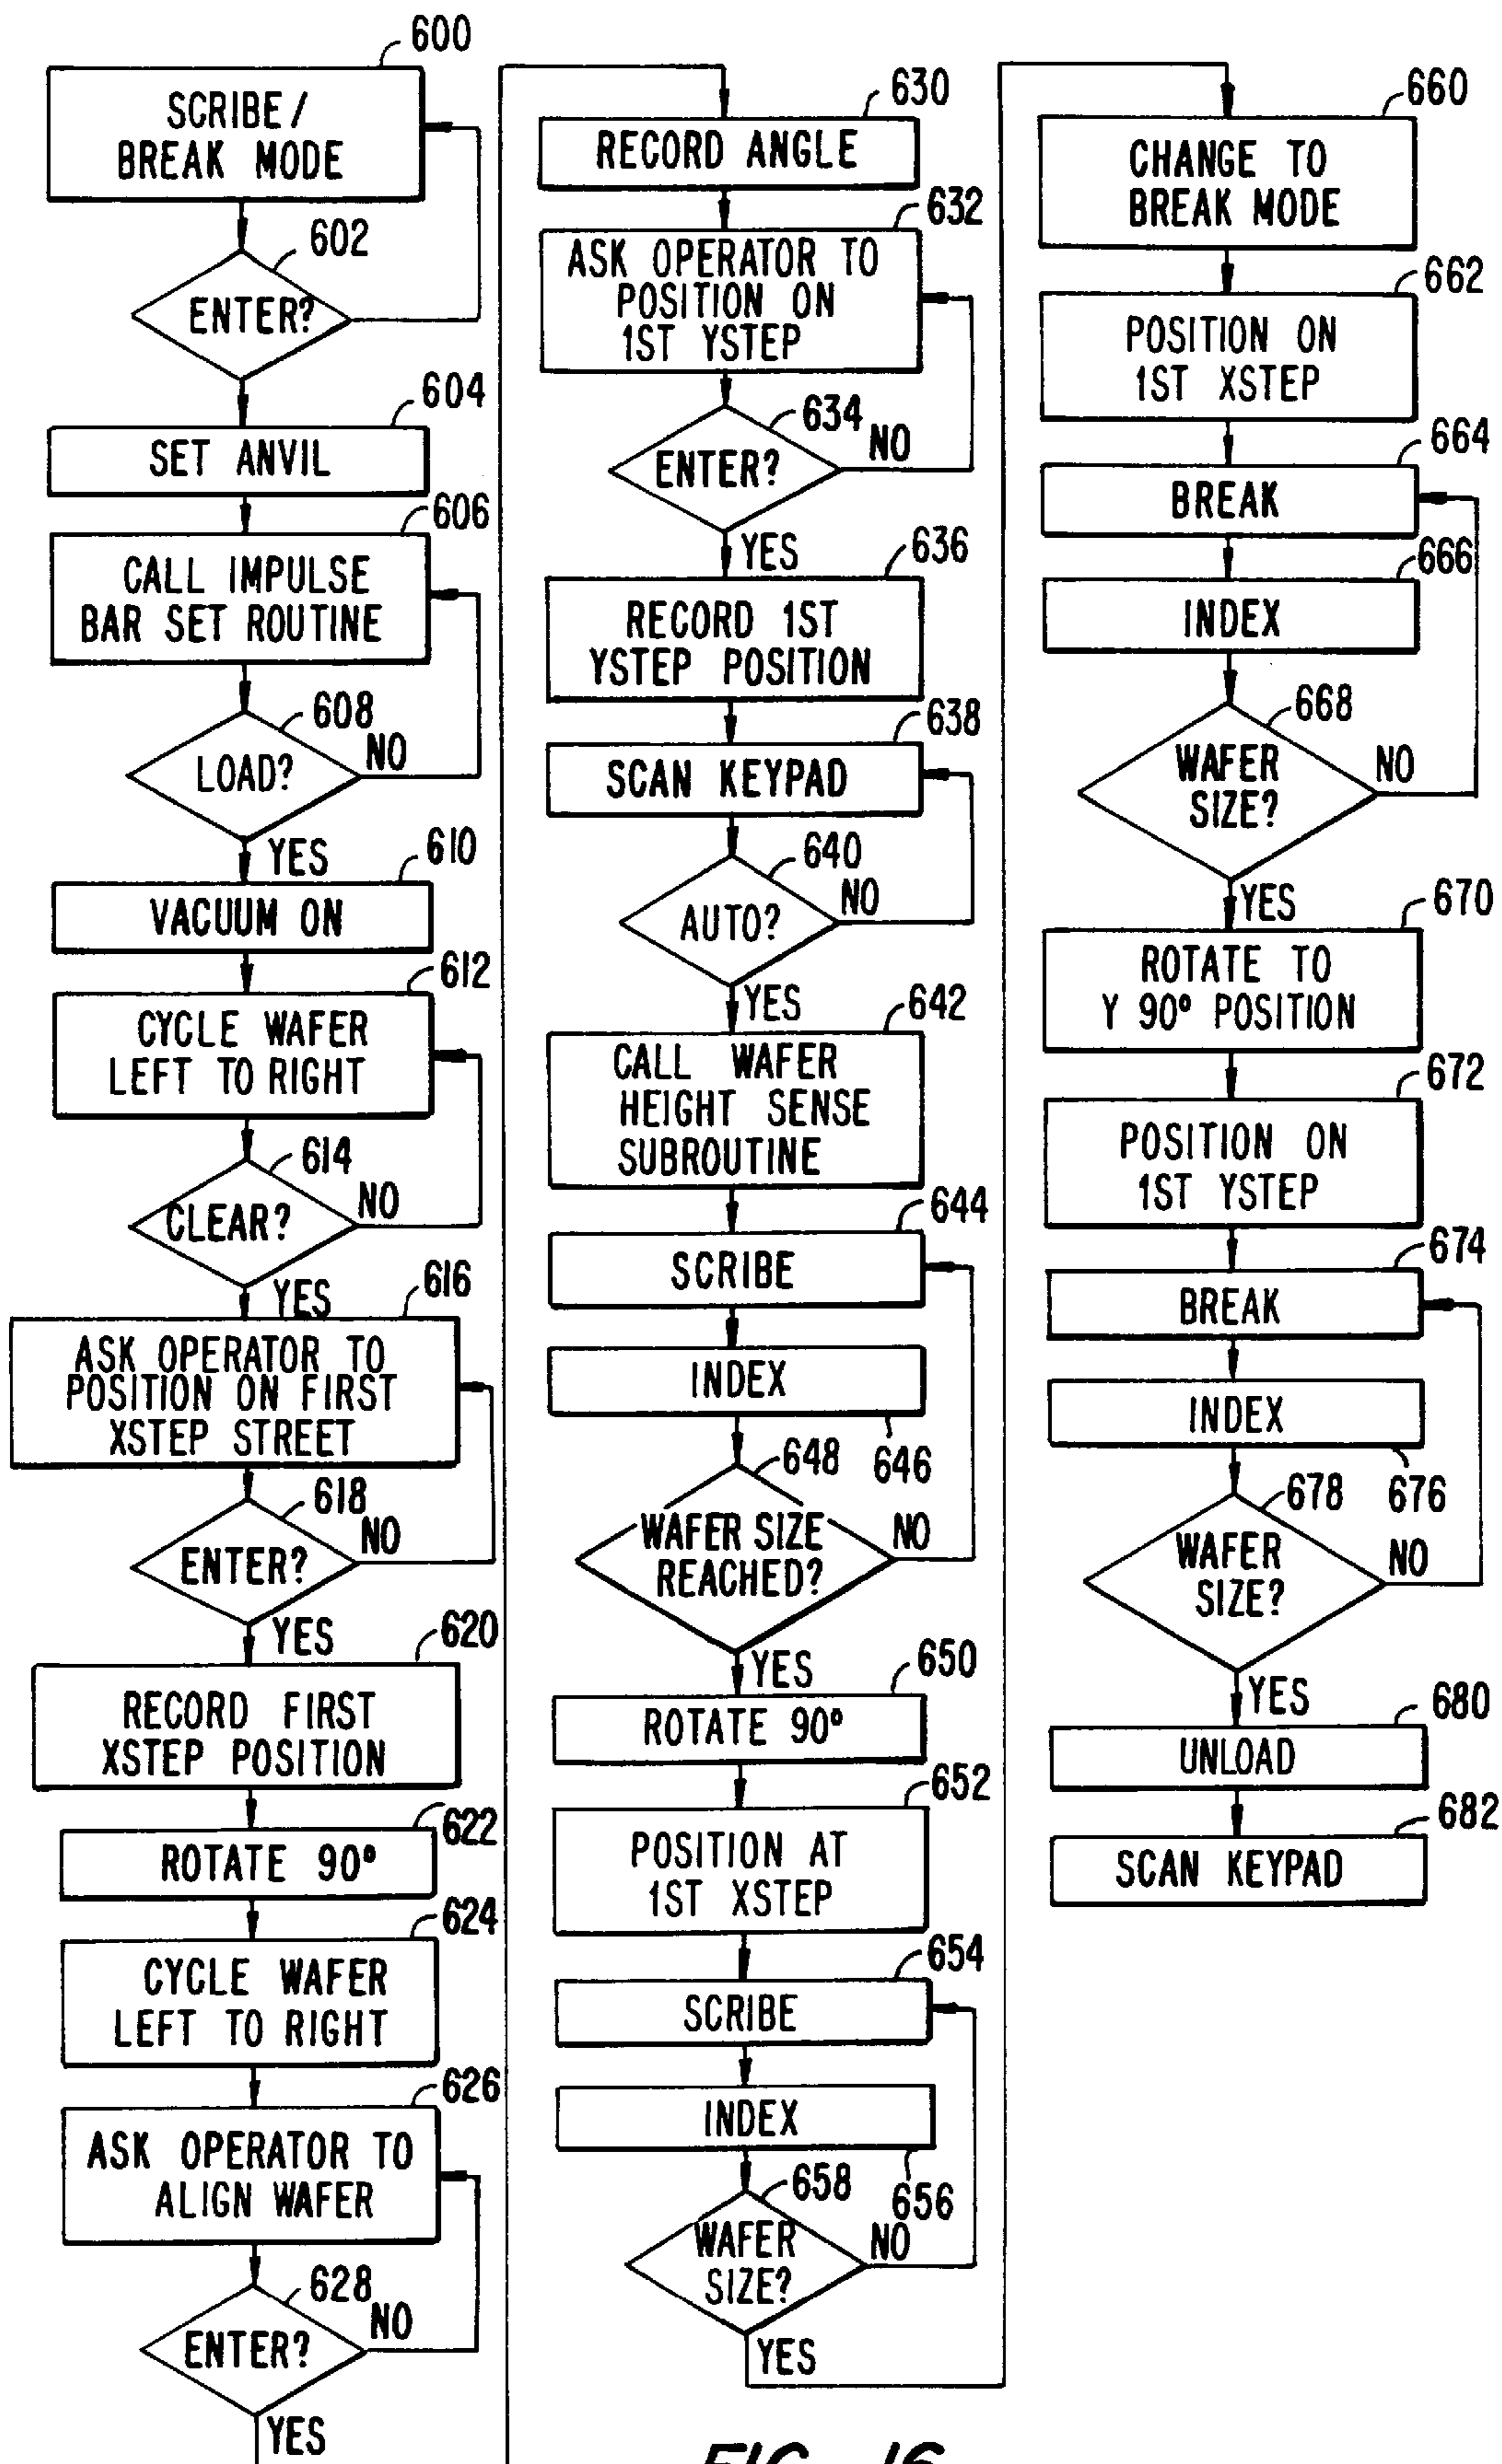 600
SCRIBE/
BREAK MODE
602
ENTER?
604
SET ANVIL
606
CALL IMPULSE
BAR SET ROUTINE
608
LOAD?
NO
YES
610
VACUUM ON
612
CYCLE WAFER
LEFT TO RIGHT
614
CLEAR?
NO
YES
616
ASK OPERATOR TO
POSITION ON FIRST
XSTEP STREET
618
ENTER?
NO
YES
620
RECORD FIRST
XSTEP POSITION
622
ROTATE 90°
624
CYCLE WAFER
LEFT TO RIGHT
626
ASK OPERATOR TO
ALIGN WAFER
628
ENTER?
NO
YES
630
RECORD ANGLE
632
ASK OPERATOR TO
POSITION ON
1ST YSTEP
634
ENTER?
NO
YES
636
RECORD 1ST
YSTEP POSITION
638
SCAN KEYPAD
640
AUTO?
NO
YES
642
CALL WAFER
HEIGHT SENSE
SUBROUTINE
644
SCRIBE
INDEX
646
648
WAFER SIZE
REACHED?
NO
YES
650
ROTATE 90°
652
POSITION AT
1ST XSTEP
654
SCRIBE
INDEX
656
658
WAFER
SIZE?
NO
YES
660
CHANGE TO
BREAK MODE
662
POSITION ON
1ST XSTEP
664
BREAK
666
INDEX
668
WAFER
SIZE?
NO
YES
670
ROTATE TO
Y 90° POSITION
672
POSITION ON
1ST YSTEP
674
BREAK
INDEX
676
678
WAFER
SIZE?
NO
YES
680
UNLOAD
682
SCAN KEYPAD
FIG. 16